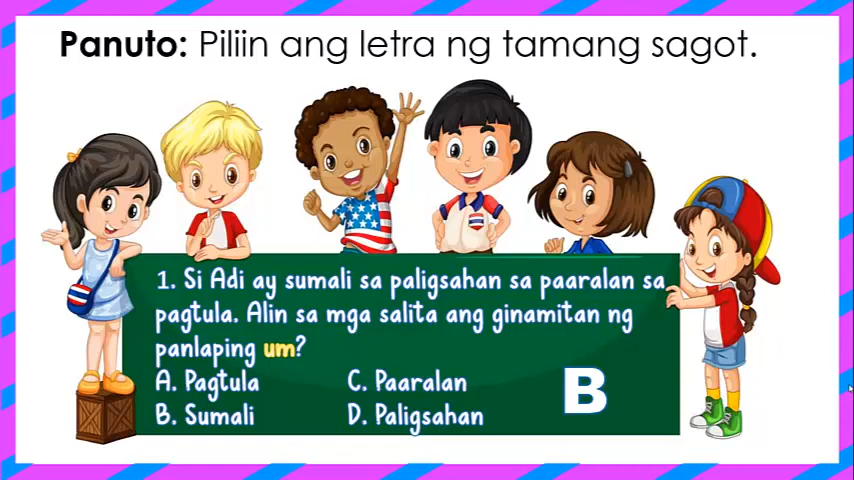 Panuto: Piliin ang letra ng tamang sagot.
1. Si Adi ay sumali sa paligsahan sa paaralan sa
pagtula. Alin sa mga salita ang ginamitan ng
panlaping um?
A. Pagtula C. Paaralan
B. Sumali D. Paligsahan
B